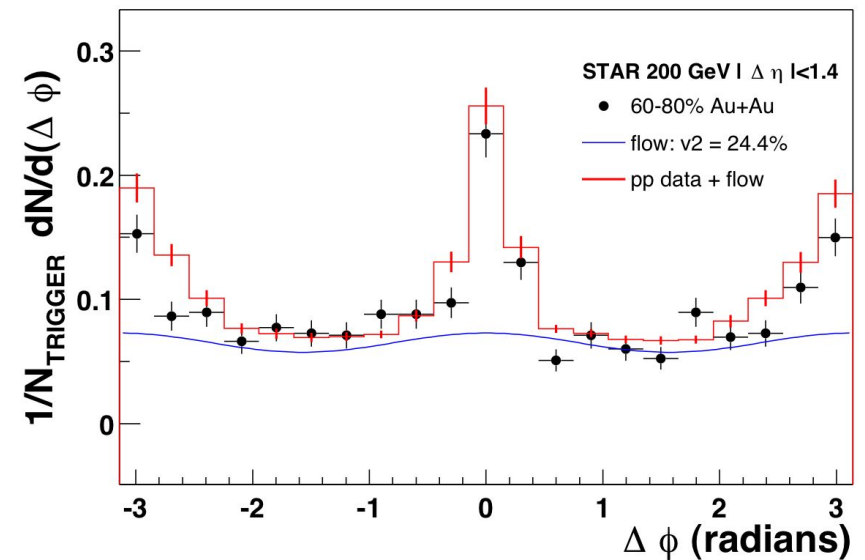 1/N_TRIGGER dN/d(Δ φ)
0.3
0.2
0.1
0
STAR 200 GeV | Δ η |<1.4
60-80% Au+Au
flow: v2 = 24.4%
pp data + flow
-3 -2 -1 0 1 2 3
Δ φ (radians)